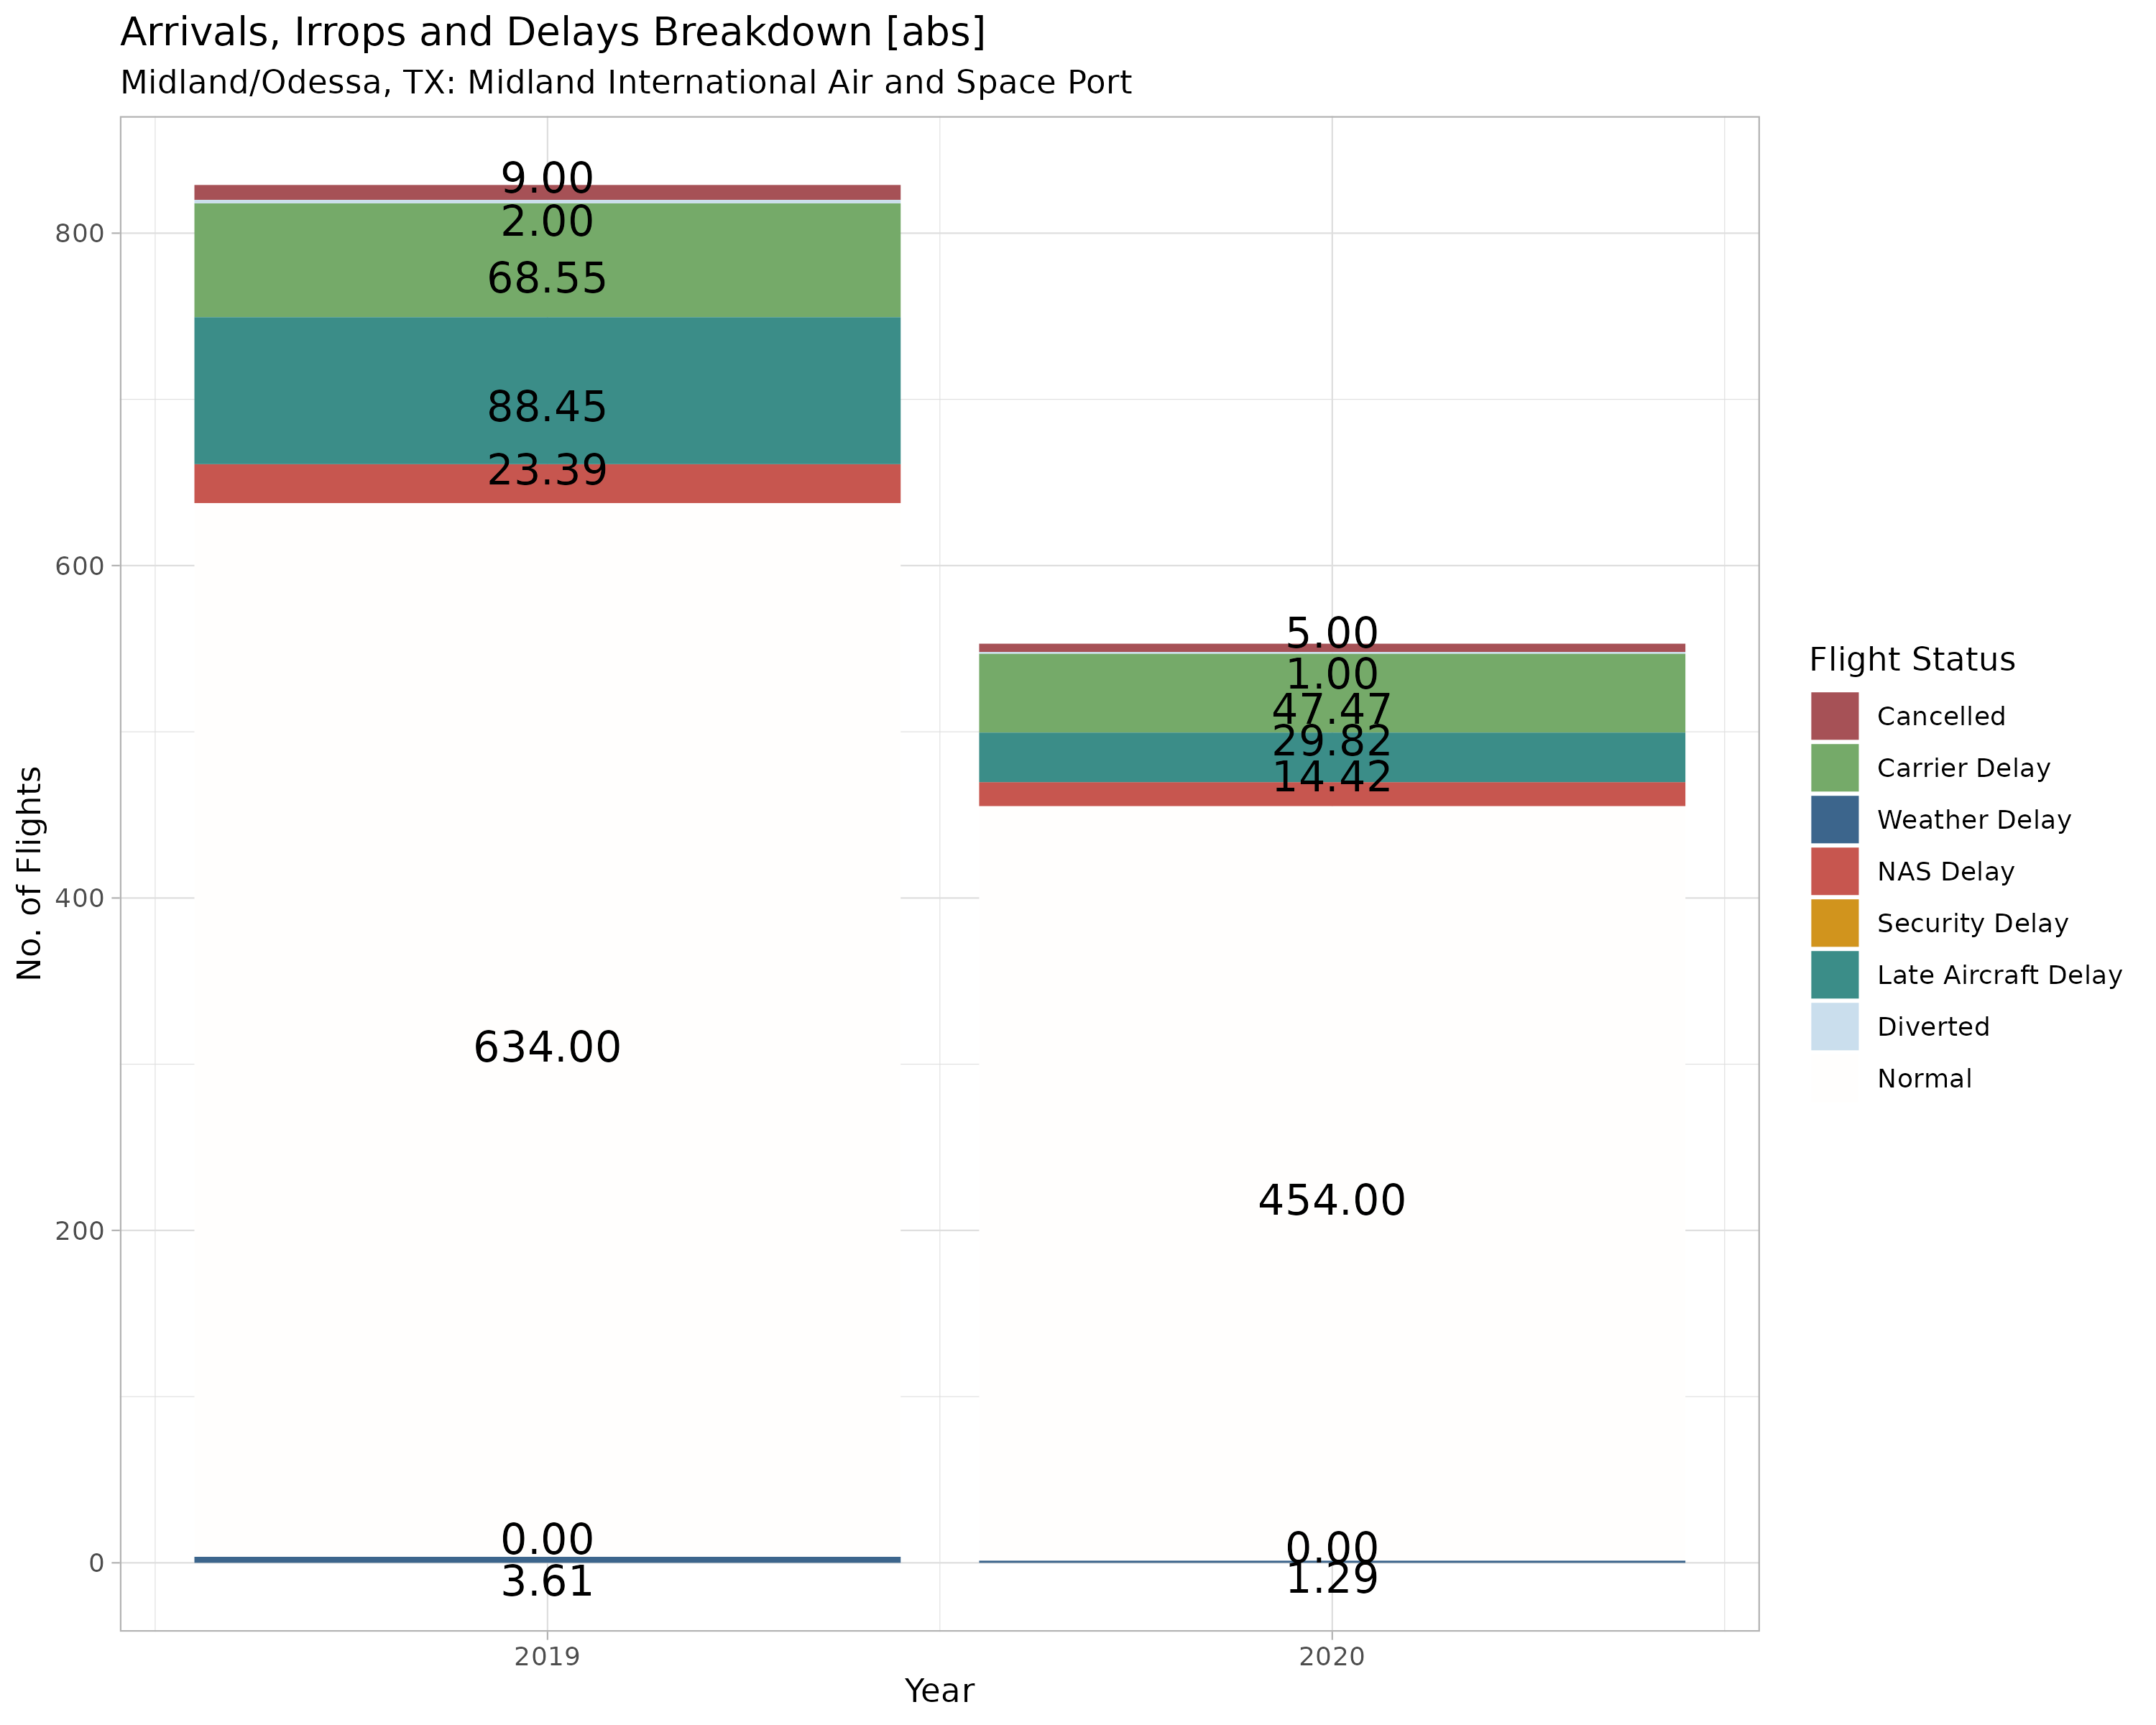 Arrivals, Irrops and Delays Breakdown [abs]
Midland/Odessa, TX: Midland International Air and Space Port
No. of Flights
800
600
400
200
0
9.00
2.00
68.55
88.45
23.39
634.00
0.00
3.61
5.00
1.00
47.47
29.82
14.42
454.00
0.00
1.29
2019
2020
Year
Flight Status
Cancelled
Carrier Delay
Weather Delay
NAS Delay
Security Delay
Late Aircraft Delay
Diverted
Normal